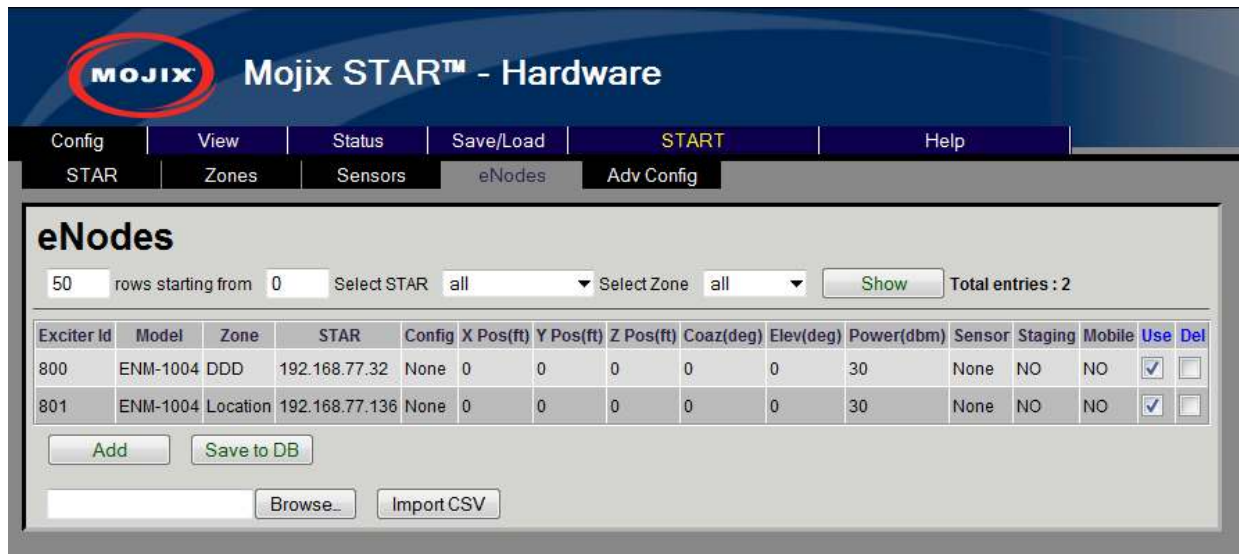 MOJIX Mojix STAR™ - Hardware
Config View Status Save/Load START Help
STAR Zones Sensors eNodes Adv Config
eNodes
50 rows starting from 0 Select STAR all Select Zone all Show Total entries : 2
Exciter Id Model Zone STAR Config X Pos(ft) Y Pos(ft) Z Pos(ft) Coaz(deg) Elev(deg) Power(dbm) Sensor Staging Mobile Use Del
800 ENM-1004 DDD 192.168.77.32 None 0 0 0 0 0 30 None NO NO
801 ENM-1004 Location 192.168.77.136 None 0 0 0 0 0 30 None NO NO
Add Save to DB
Browse... Import CSV